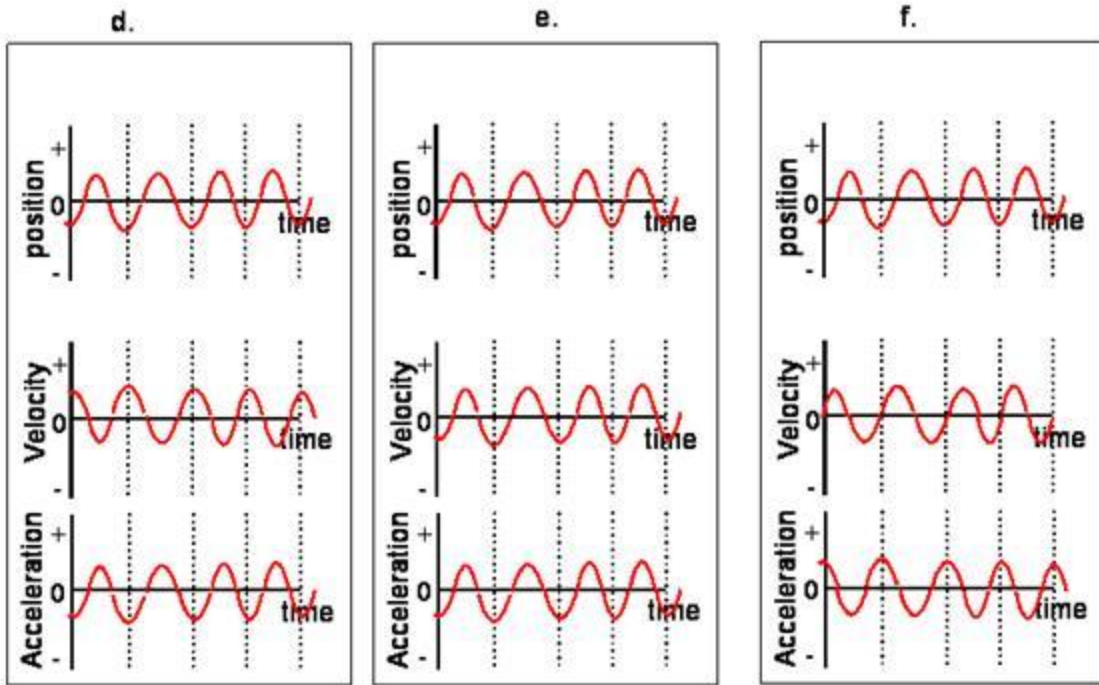 d.
e.
f.
position
+
0
-
time
Velocity
+
0
-
time
Acceleration
+
0
-
time
position
+
0
-
time
Velocity
+
0
-
time
Acceleration
+
0
-
time
position
+
0
-
time
Velocity
+
0
-
time
Acceleration
+
0
-
time